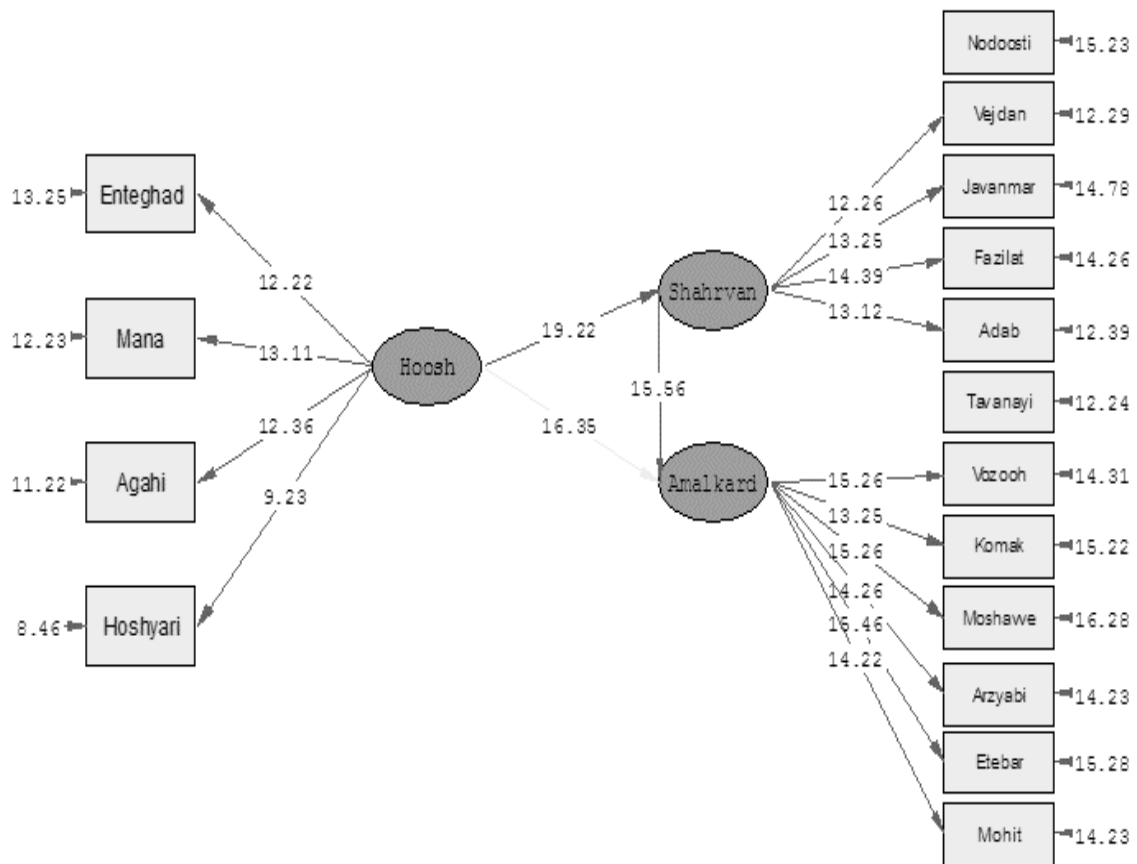 Nodoosti
15.23
Vejdan
12.29
Javanmar
14.78
Fazilat
14.26
Adab
12.39
Tavanayi
12.24
Vozooh
14.31
Komak
15.22
Moshawe
16.28
Arzyabi
14.23
Etebar
15.28
Mohit
14.23
13.25
Enteghad
12.23
Mana
11.22
Agahi
8.46
Hoshyari
12.22
13.11
12.36
9.23
Hoosh
19.22
16.35
Shahrvan
15.56
Amalkard
12.26
13.25
14.39
13.12
15.26
13.25
15.26
14.26
15.46
14.22